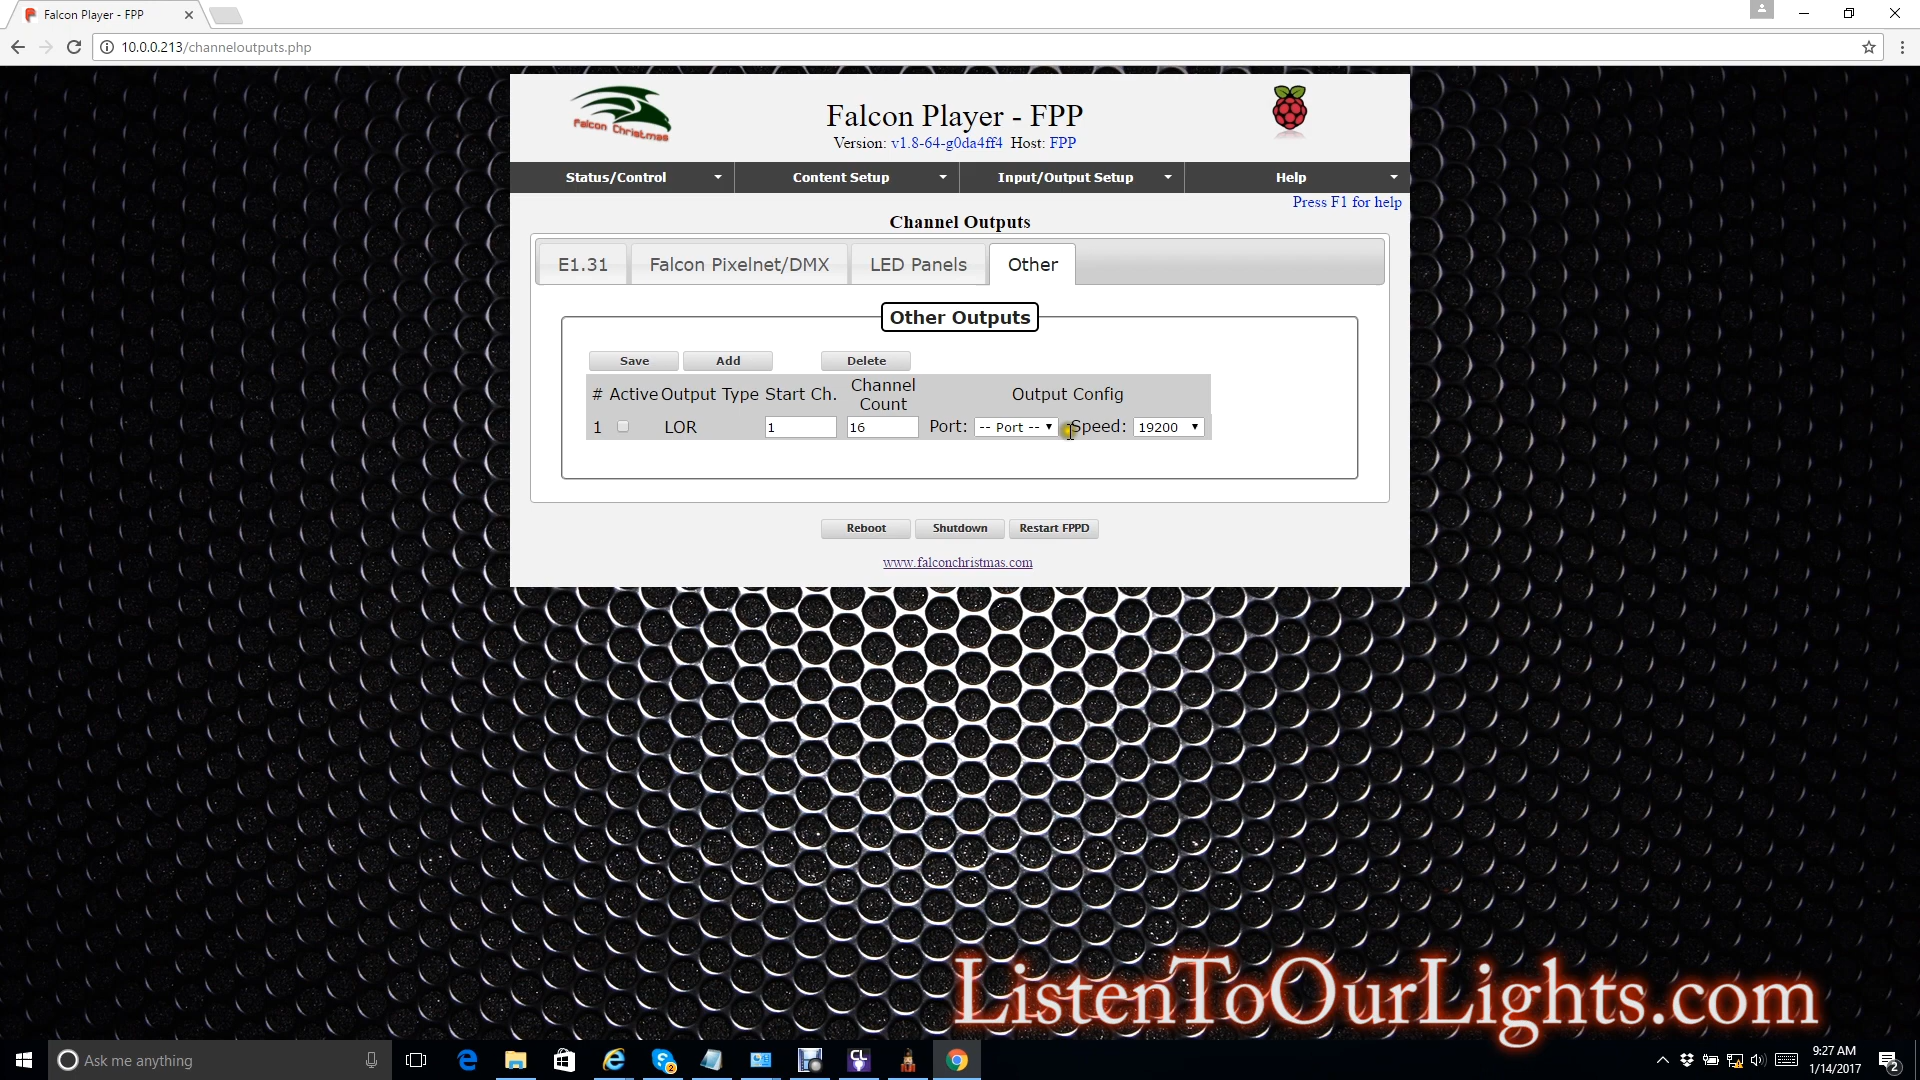 Falcon Player - FPP
10.0.0.213/channeloutputs.php
Falcon Christmas
Falcon Player - FPP
Version: v1.8-64-g0da4ff4 Host: FPP
Status/Control
Content Setup
Input/Output Setup
Help
Press F1 for help
Channel Outputs
E1.31
Falcon Pixelnet/DMX
LED Panels
Other
Other Outputs
Save
Add
Delete
# Active Output Type Start Ch. Channel Count Output Config
1 LOR 1 16 Port: -- Port -- Speed: 19200
Reboot
Shutdown
Restart FPPD
www.falconchristmas.com
ListenToOurLights.com
Ask me anything
2
CL
9:27 AM
1/14/2017
2